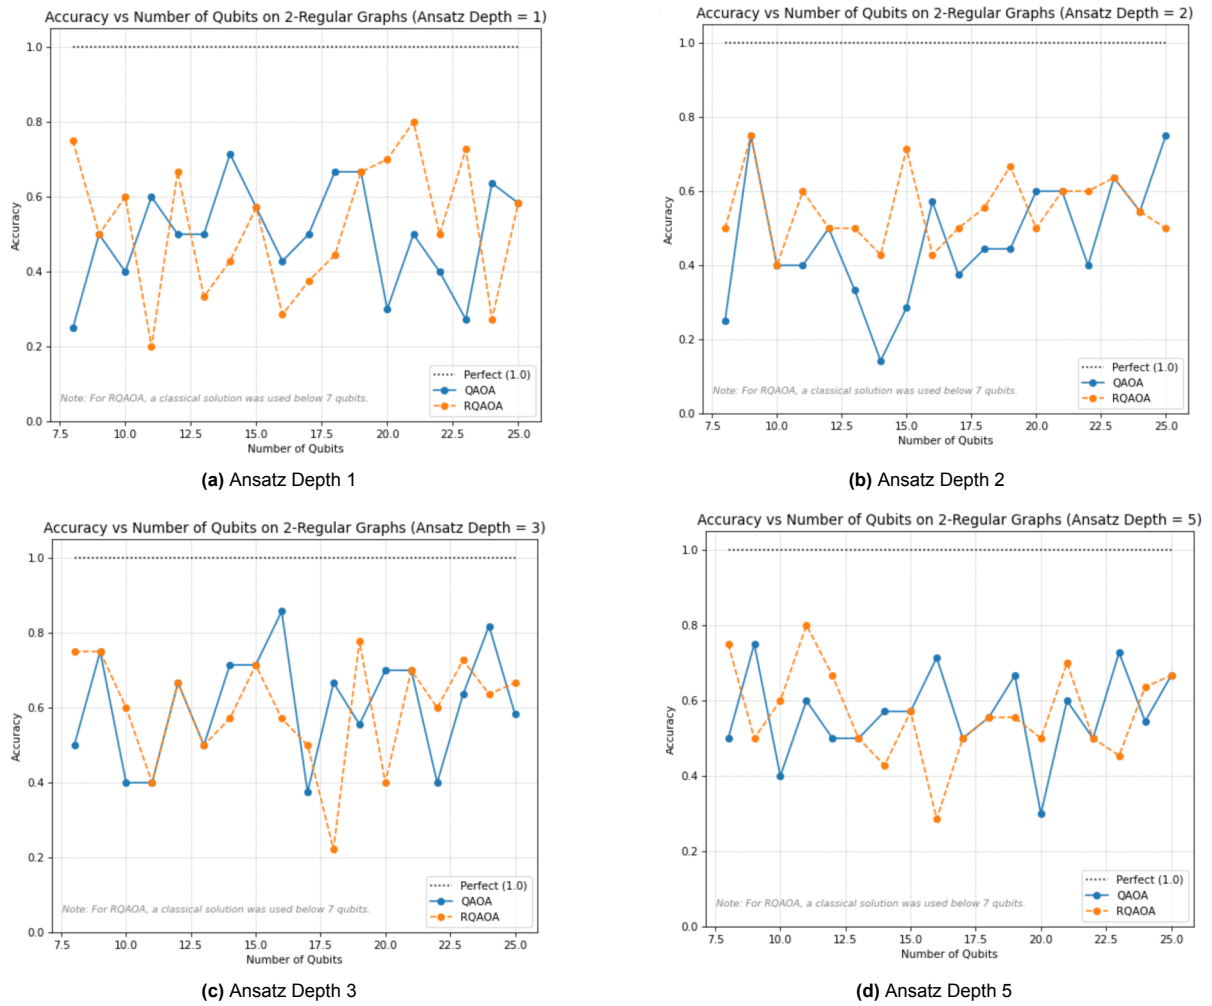 Accuracy vs Number of Qubits on 2-Regular Graphs (Ansatz Depth = 1)
1.0
0.8
0.6
0.4
0.2
0.0
Accuracy
Perfect (1.0)
QAOA
RQAOA
Note: For RQAOA, a classical solution was used below 7 qubits.
7.5 10.0 12.5 15.0 17.5 20.0 22.5 25.0
Number of Qubits
(a) Ansatz Depth 1
Accuracy vs Number of Qubits on 2-Regular Graphs (Ansatz Depth = 2)
1.0
0.8
0.6
0.4
0.2
0.0
Accuracy
Perfect (1.0)
QAOA
RQAOA
Note: For RQAOA, a classical solution was used below 7 qubits.
7.5 10.0 12.5 15.0 17.5 20.0 22.5 25.0
Number of Qubits
(b) Ansatz Depth 2
Accuracy vs Number of Qubits on 2-Regular Graphs (Ansatz Depth = 3)
1.0
0.8
0.6
0.4
0.2
0.0
Accuracy
Perfect (1.0)
QAOA
RQAOA
Note: For RQAOA, a classical solution was used below 7 qubits.
7.5 10.0 12.5 15.0 17.5 20.0 22.5 25.0
Number of Qubits
(c) Ansatz Depth 3
Accuracy vs Number of Qubits on 2-Regular Graphs (Ansatz Depth = 5)
1.0
0.8
0.6
0.4
0.2
0.0
Accuracy
Perfect (1.0)
QAOA
RQAOA
Note: For RQAOA, a classical solution was used below 7 qubits.
7.5 10.0 12.5 15.0 17.5 20.0 22.5 25.0
Number of Qubits
(d) Ansatz Depth 5